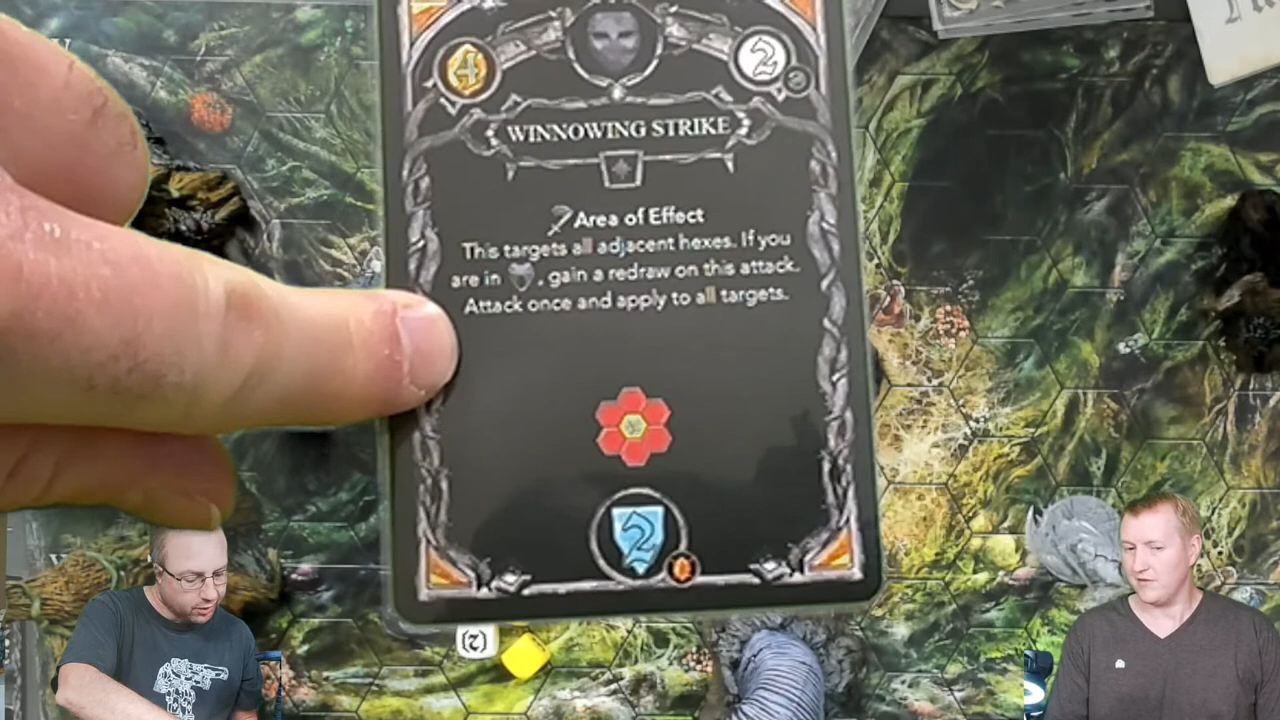 4
2
WINNOWING STRIKE
Area of Effect
This targets all adjacent hexes. If you
are in , gain a redraw on this attack.
Attack once and apply to all targets.
2